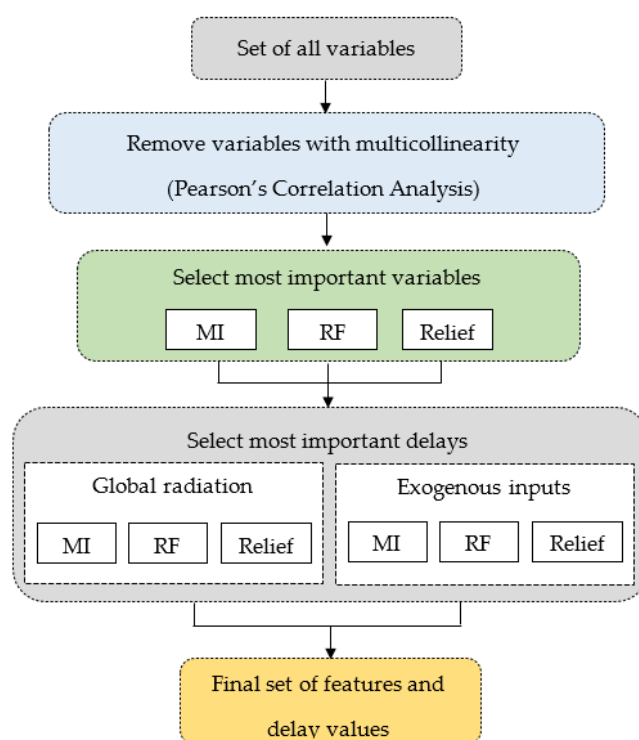 Set of all variables
Remove variables with multicollinearity
(Pearson's Correlation Analysis)
Select most important variables
MI RF Relief
Select most important delays
Global radiation
MI RF Relief
Exogenous inputs
MI RF Relief
Final set of features and
delay values